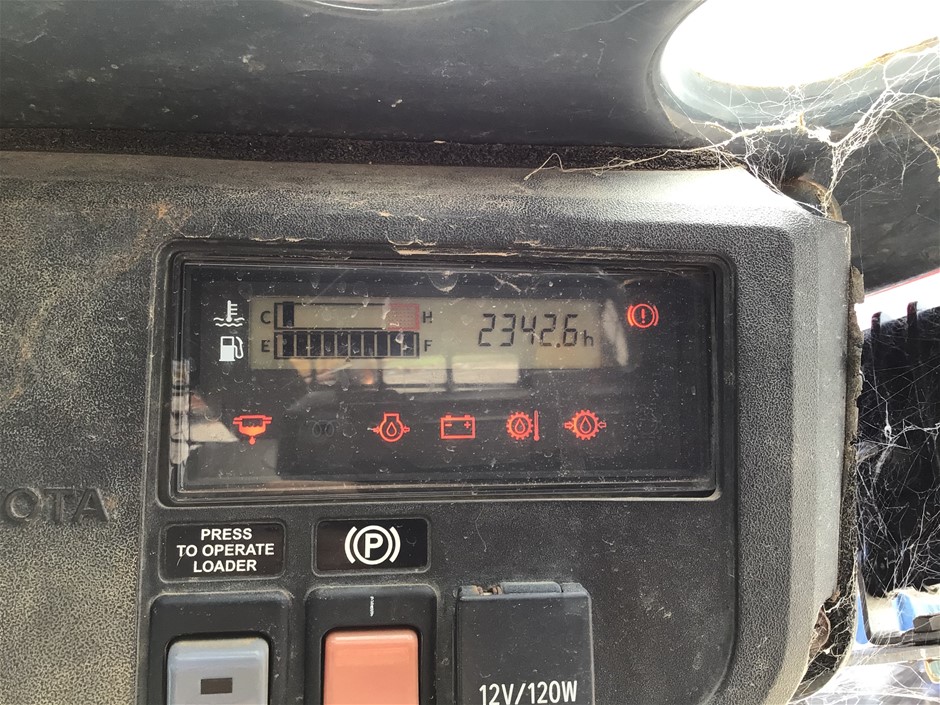 C H
2342.6h
E F
OTA
PRESS
TO OPERATE
LOADER
(P)
12V/120W